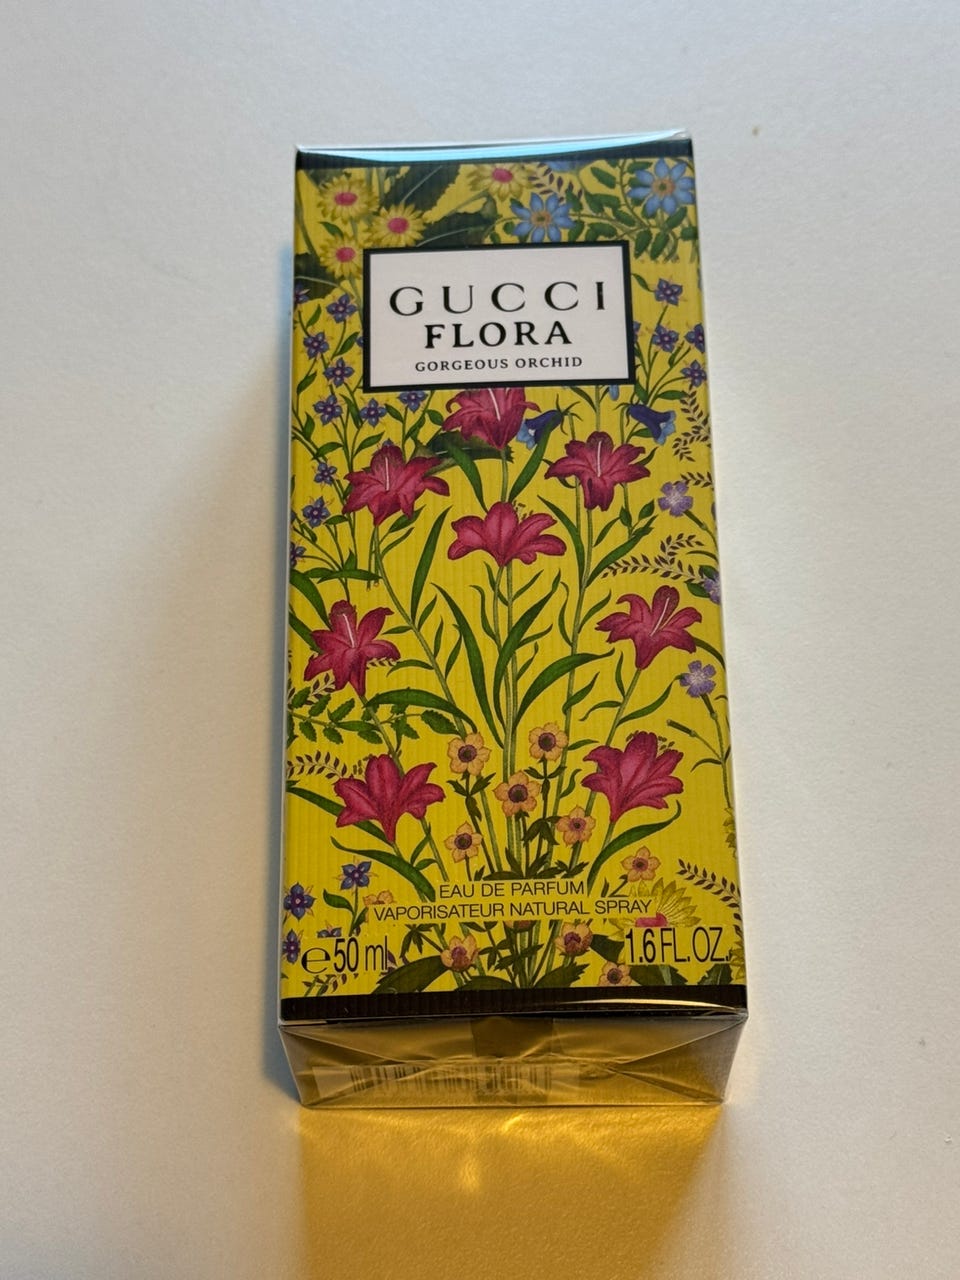 GUCCI
FLORA
GORGEOUS ORCHID
EAU DE PARFUM
VAPORISATEUR NATURAL SPRAY
℮50 ml 1.6 FL. OZ.